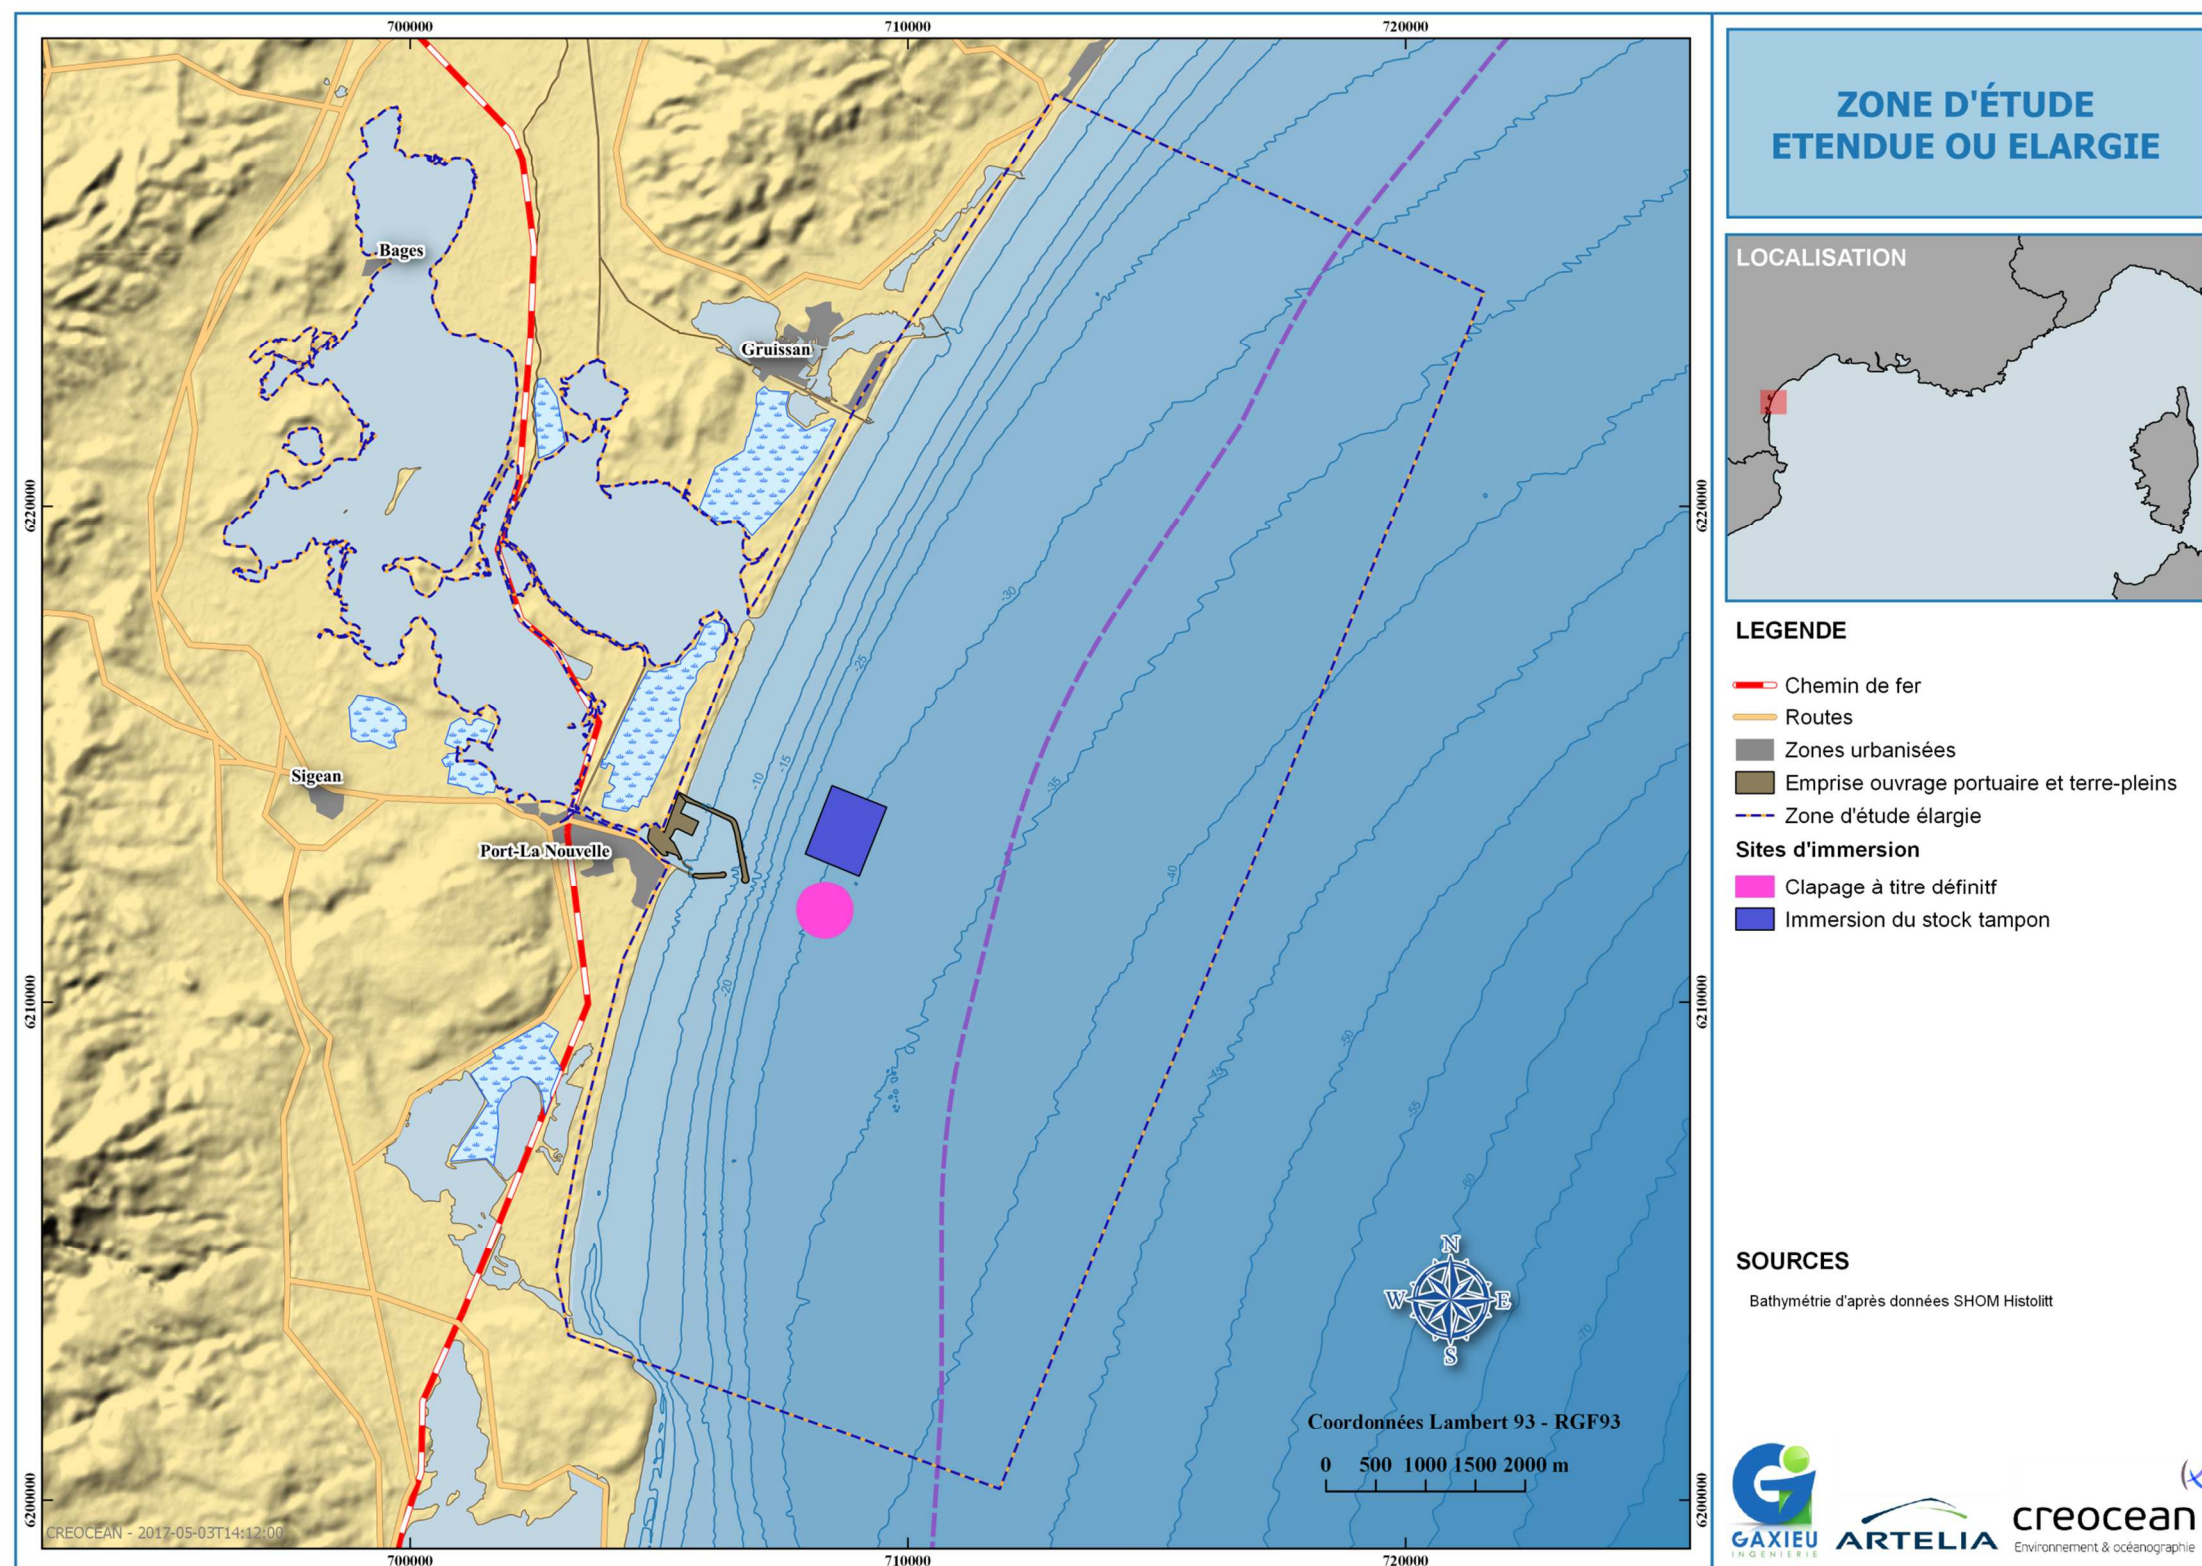 700000
710000
720000
6220000
6210000
6200000
6220000
6210000
6200000
700000
710000
720000
Bages
Gruissan
Sigean
Port-La Nouvelle
-10
-15
-20
-25
-30
-35
-40
-45
-50
-55
-60
-70
N
W
E
S
Coordonnées Lambert 93 - RGF93
0 500 1000 1500 2000 m
CREOCEAN - 2017-05-03T14:12:00
ZONE D'ÉTUDE
ETENDUE OU ELARGIE
LOCALISATION
LEGENDE
Chemin de fer
Routes
Zones urbanisées
Emprise ouvrage portuaire et terre-pleins
Zone d'étude élargie
Sites d'immersion
Clapage à titre définitf
Immersion du stock tampon
SOURCES
Bathymétrie d'après données SHOM Histolitt
GAXIEU
INGENIERIE
ARTELIA
creocean
Environnement & océanographie